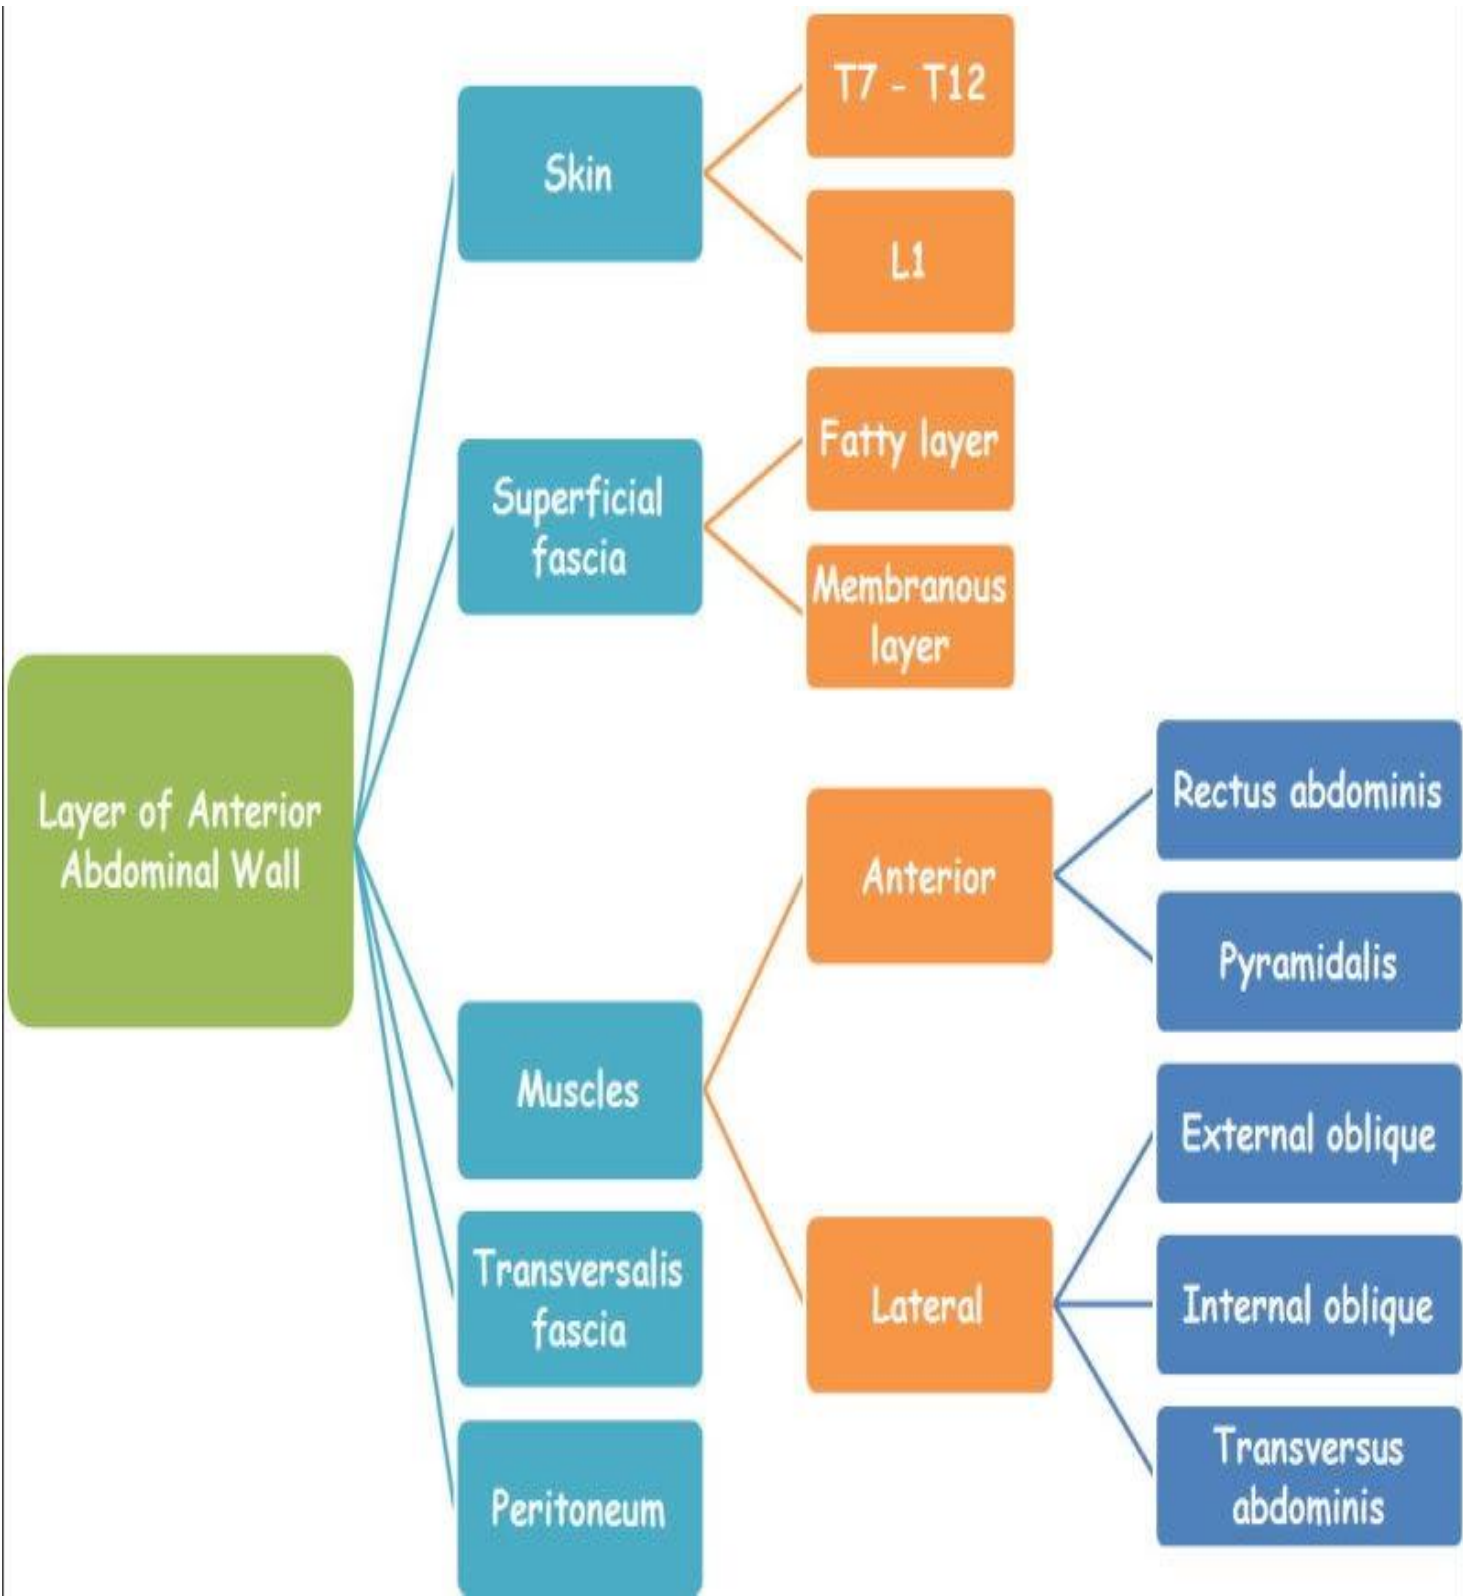 Layer of Anterior
Abdominal Wall
Skin
T7 - T12
L1
Superficial
fascia
Fatty layer
Membranous
layer
Muscles
Anterior
Rectus abdominis
Pyramidalis
Lateral
External oblique
Internal oblique
Transversus
abdominis
Transversalis
fascia
Peritoneum